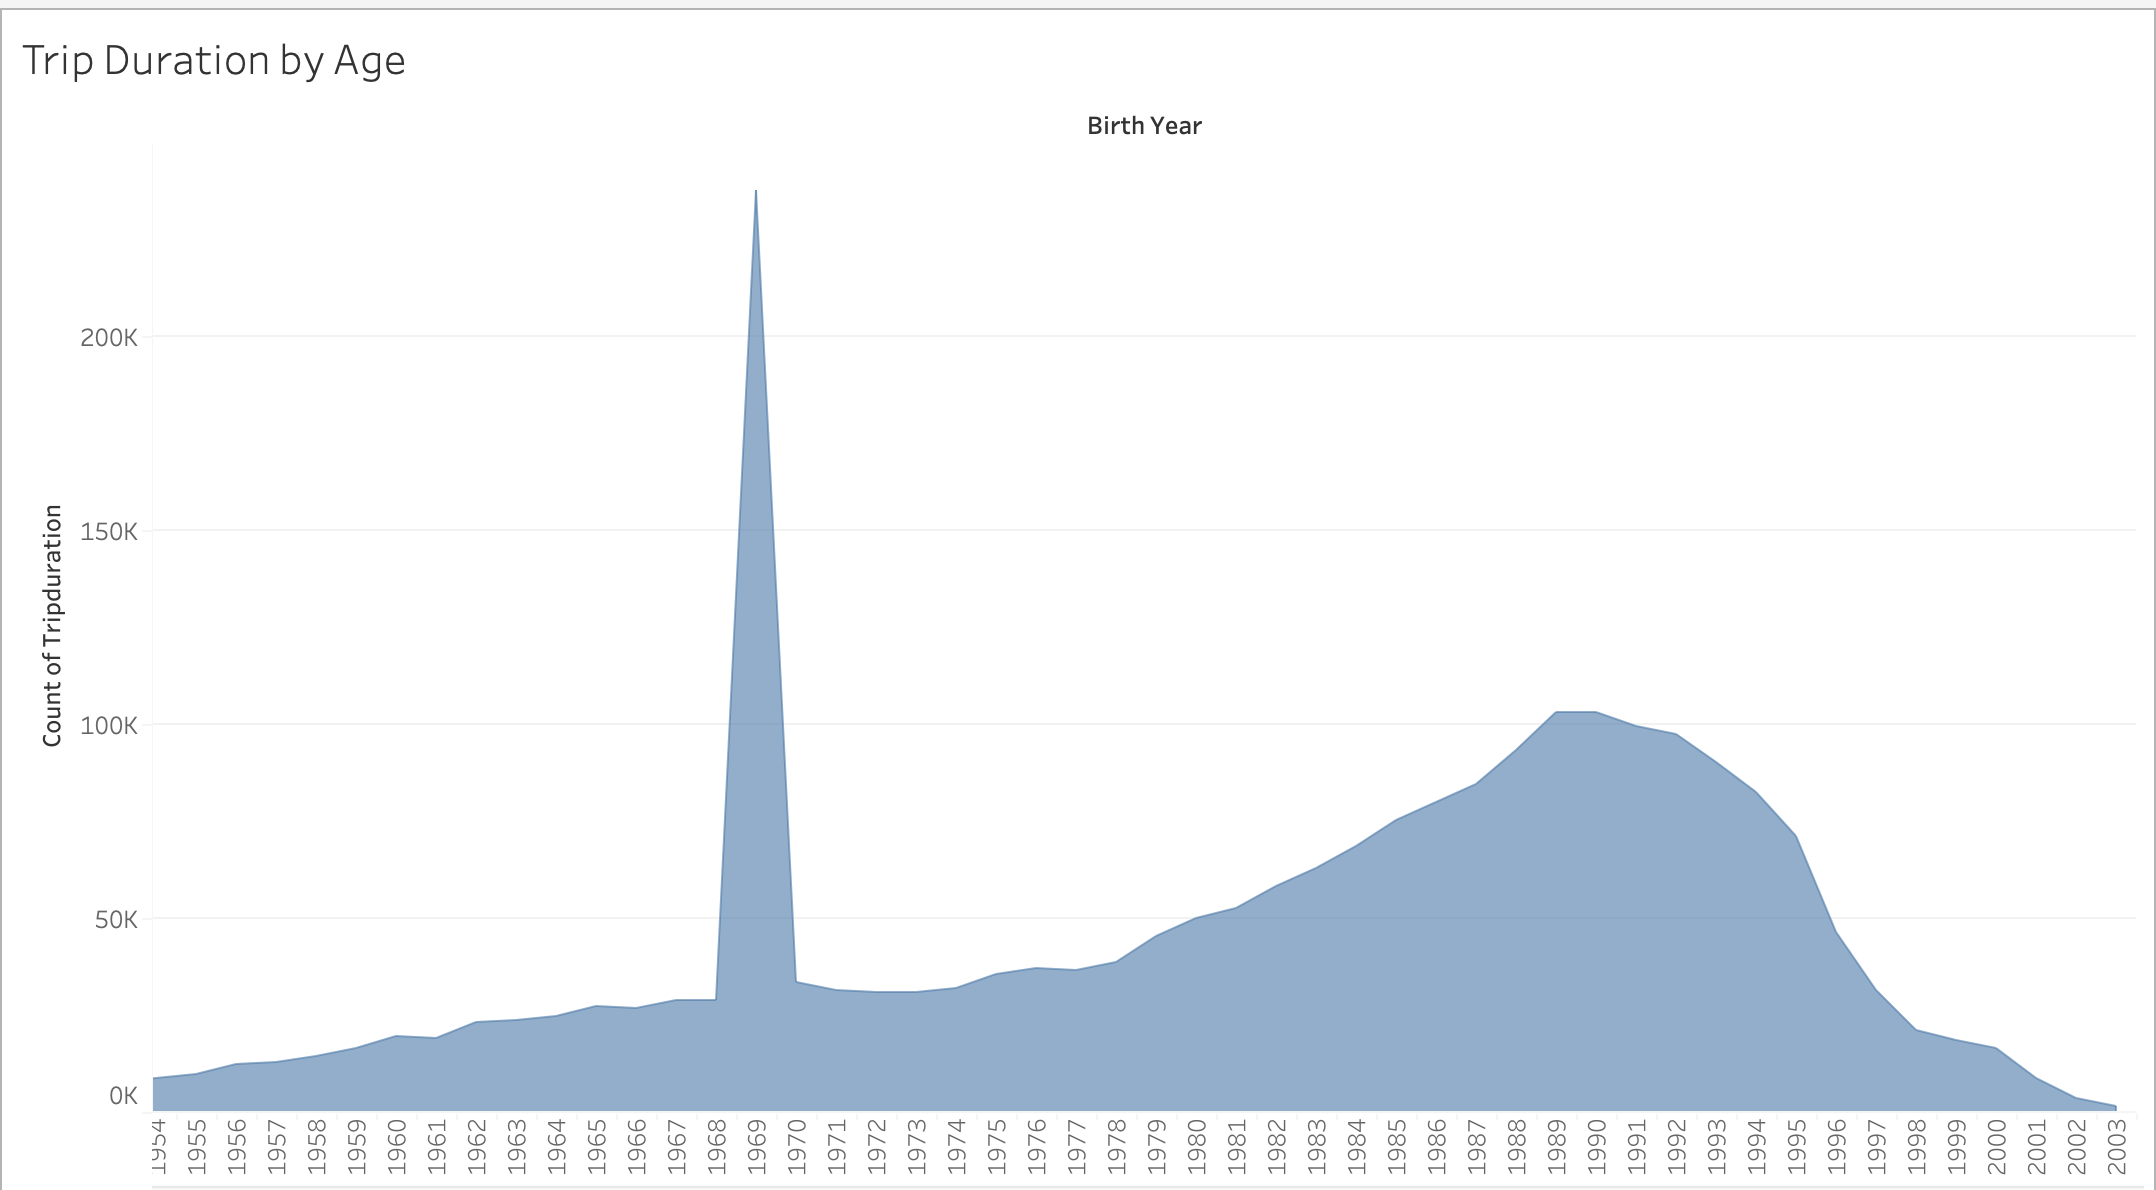 Trip Duration by Age
Birth Year
Count of Tripduration
200K
150K
100K
50K
0K
1954 1955 1956 1957 1958 1959 1960 1961 1962 1963 1964 1965 1966 1967 1968 1969 1970 1971 1972 1973 1974 1975 1976 1977 1978 1979 1980 1981 1982 1983 1984 1985 1986 1987 1988 1989 1990 1991 1992 1993 1994 1995 1996 1997 1998 1999 2000 2001 2002 2003